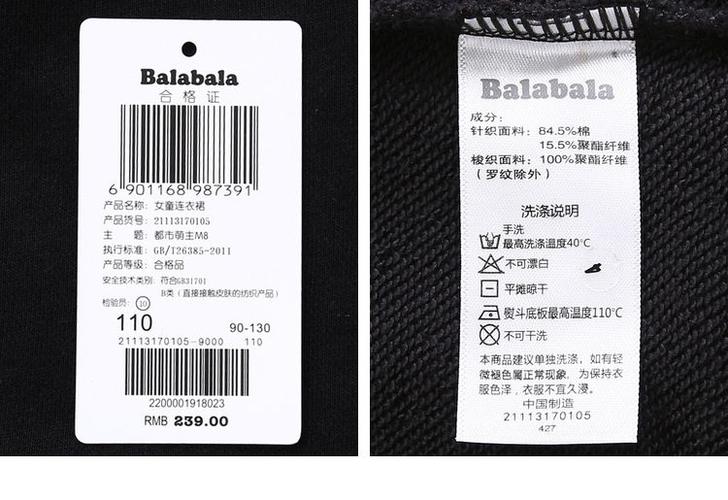 Balabala
合格证
6 901168 987391
产品名称：女童连衣裙
产品货号：21113170105
主　　题：都市萌主M8
执行标准：GB/T26385-2011
产品等级：合格品
安全技术类别：符合GB31701
B类（直接接触皮肤的纺织产品）
检验员：10
110 90-130
21113170105-9000 110
2200001918023
RMB 239.00
Balabala
成分：
针织面料：84.5%棉
15.5%聚酯纤维
梭织面料：100%聚酯纤维
（罗纹除外）
洗涤说明
手洗
最高洗涤温度40℃
不可漂白
平摊晾干
熨斗底板最高温度110℃
不可干洗
本商品建议单独洗涤，如有轻
微褪色属正常现象，为保持衣
服色泽，衣服不宜久浸。
中国制造
21113170105
427